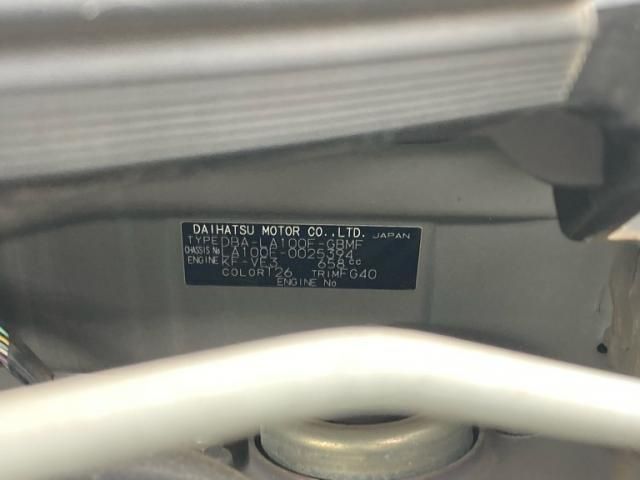 DAIHATSU MOTOR CO.,LTD. JAPAN
TYPE DBA-LA100F-GBMF
CHASSIS No LA100F-0025394
ENGINE KF-VE3 658cc
COLOR T26 TRIM FG40
ENGINE No